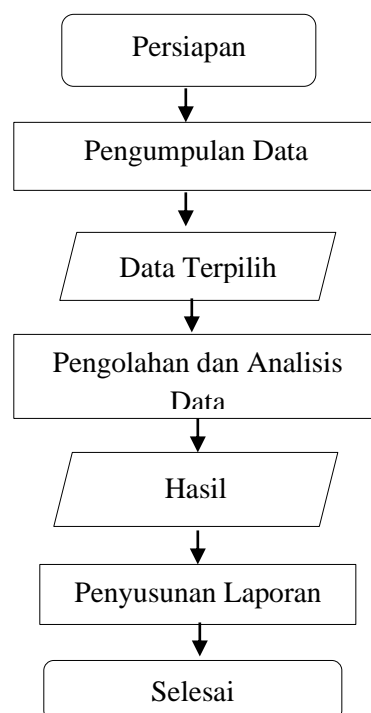 Persiapan
Pengumpulan Data
Data Terpilih
Pengolahan dan Analisis
Data
Hasil
Penyusunan Laporan
Selesai